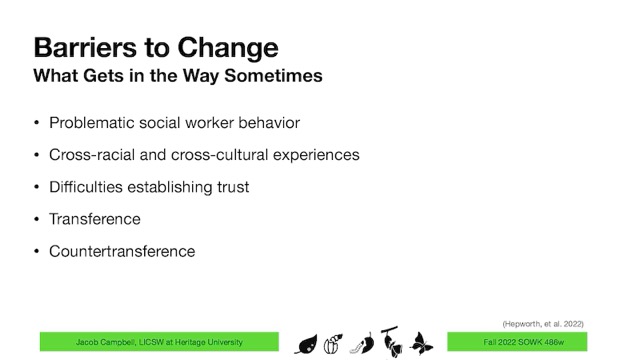 Barriers to Change
What Gets in the Way Sometimes
• Problematic social worker behavior
• Cross-racial and cross-cultural experiences
• Difficulties establishing trust
• Transference
• Countertransference
(Hepworth, et al. 2022)
Jacob Campbell, LICSW at Heritage University
Fall 2022 SOWK 486w